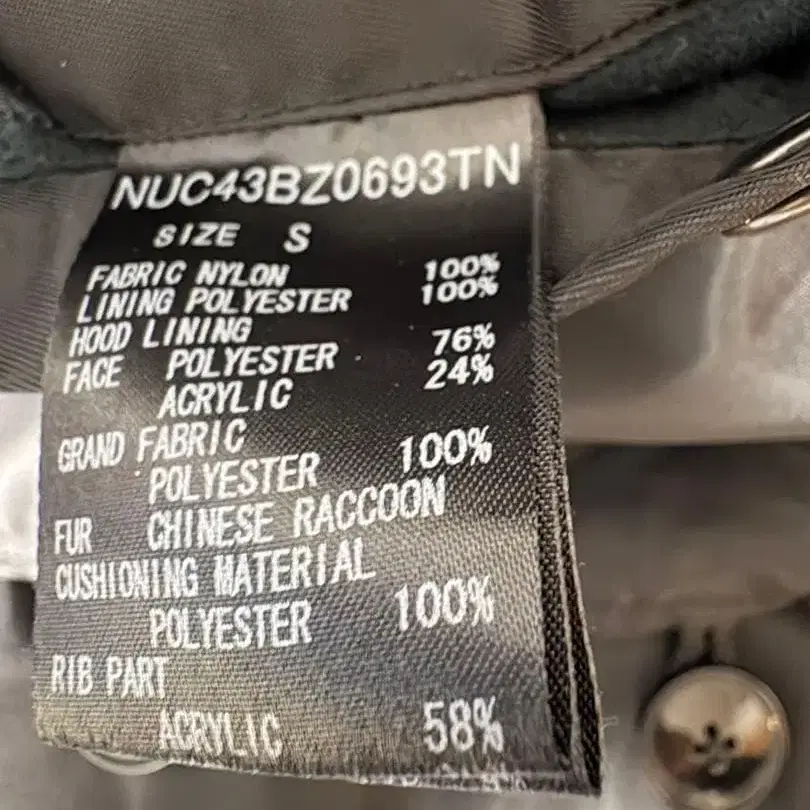 NUC43BZ0693TN
SIZE S
FABRIC NYLON 100%
LINING POLYESTER 100%
HOOD LINING
FACE POLYESTER 76%
ACRYLIC 24%
GRAND FABRIC
POLYESTER 100%
FUR CHINESE RACCOON
CUSHIONING MATERIAL
POLYESTER 100%
RIB PART
ACRYLIC 58%